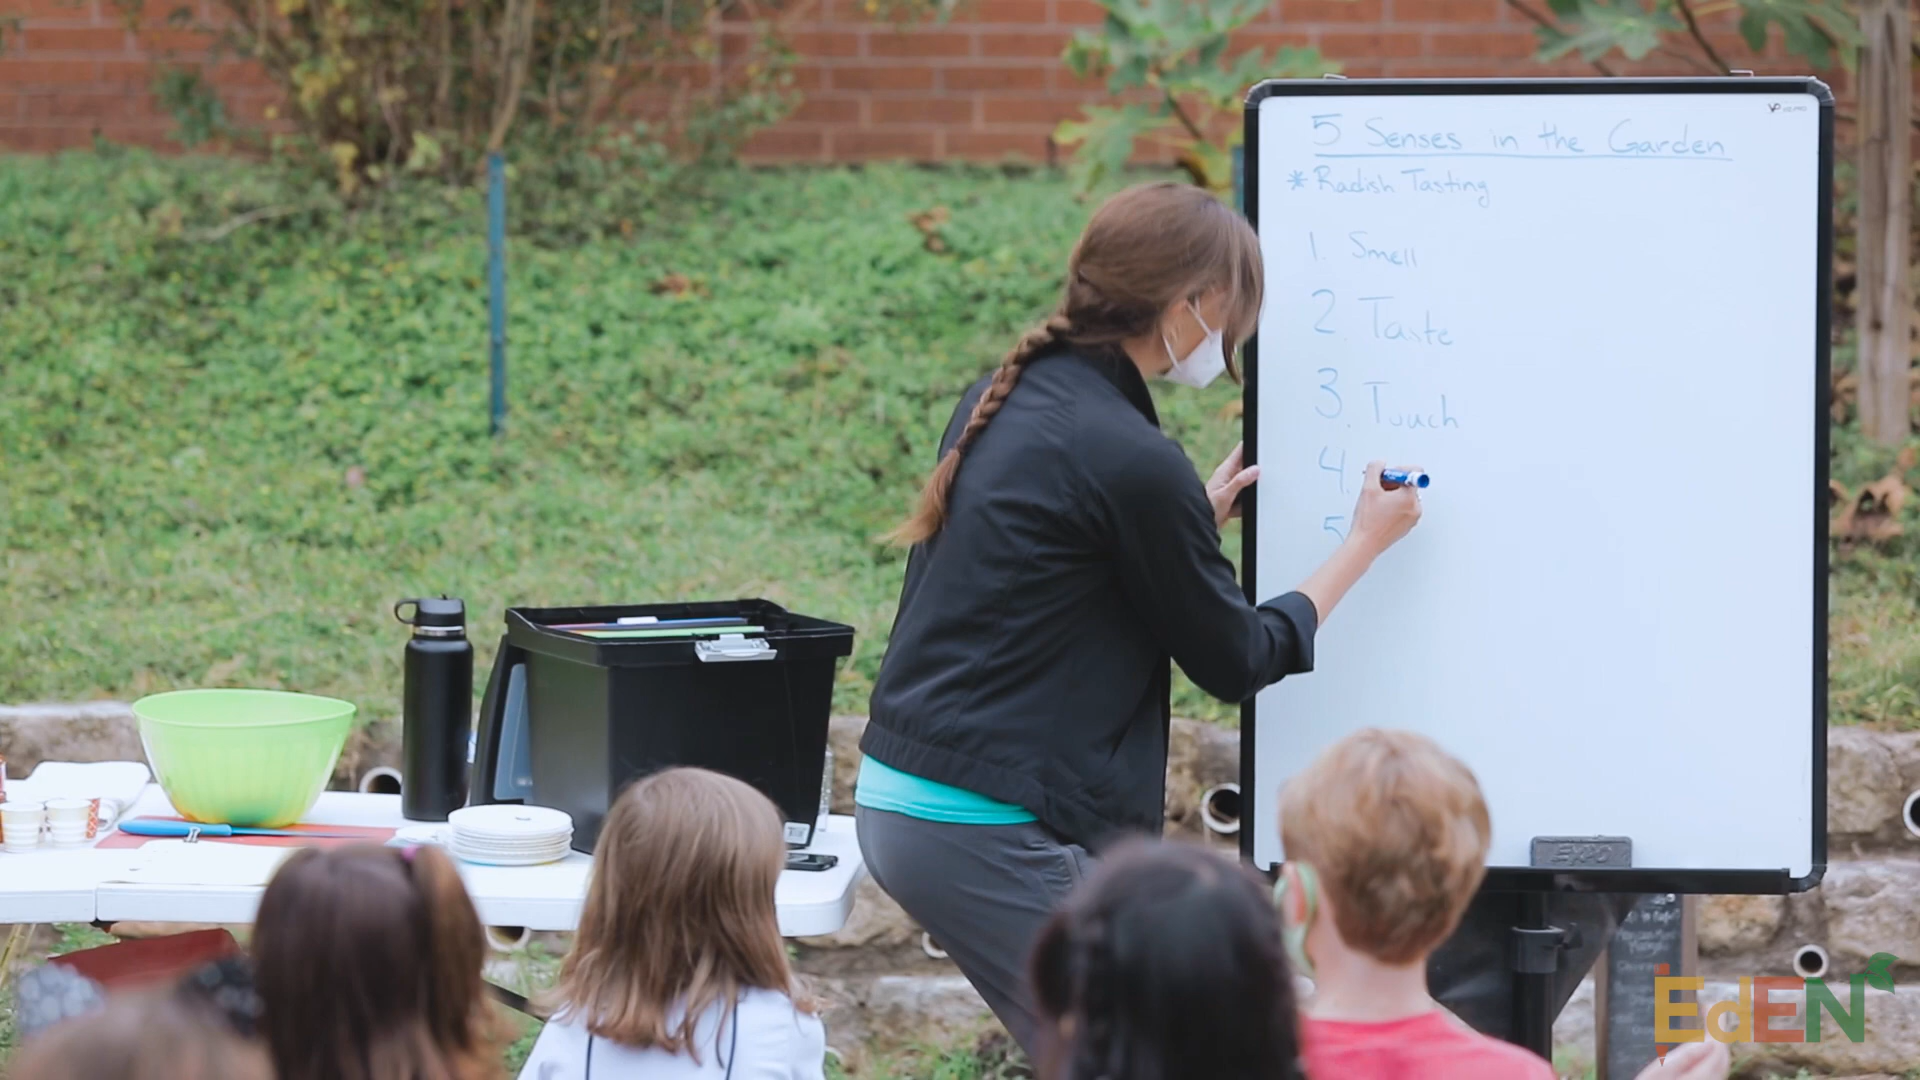 5 Senses in the Garden
* Radish Tasting
1. Smell
2. Taste
3. Touch
4.
5
EXPO
EdEN